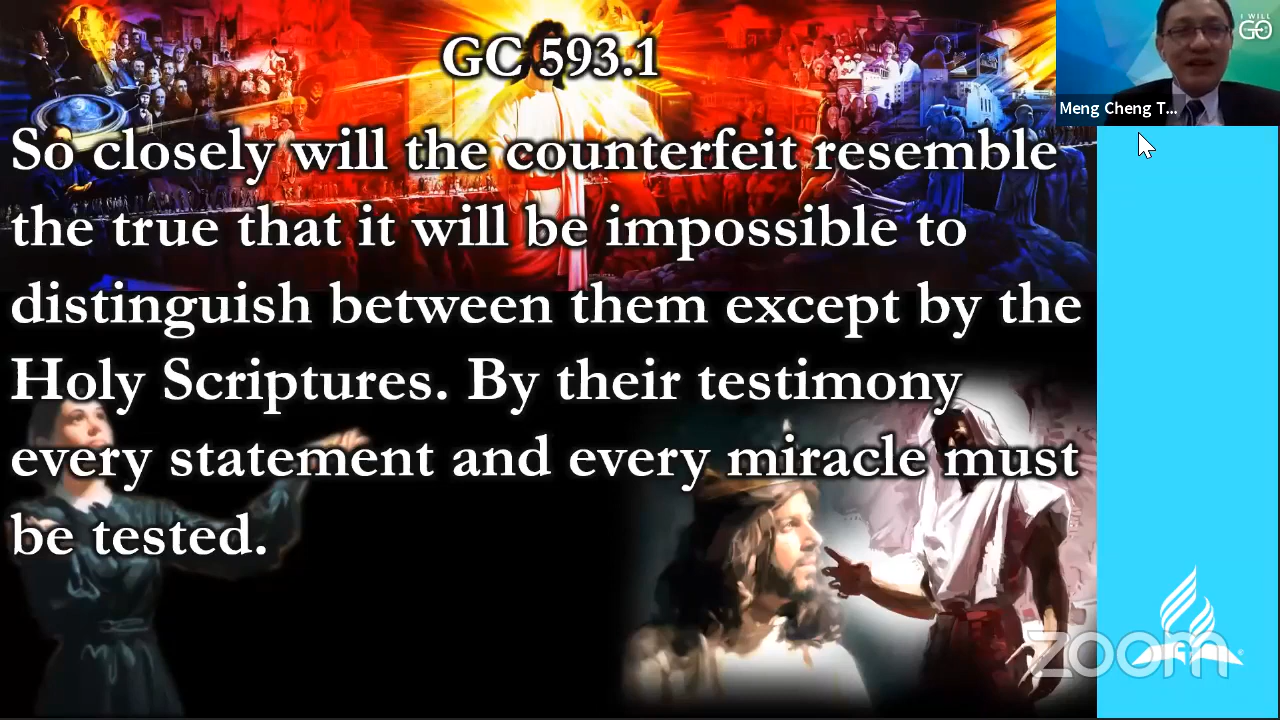 GC 593.1
I WILL
GO
Meng Cheng T...
So closely will the counterfeit resemble
the true that it will be impossible to
distinguish between them except by the
Holy Scriptures. By their testimony
every statement and every miracle must
be tested.
zoom